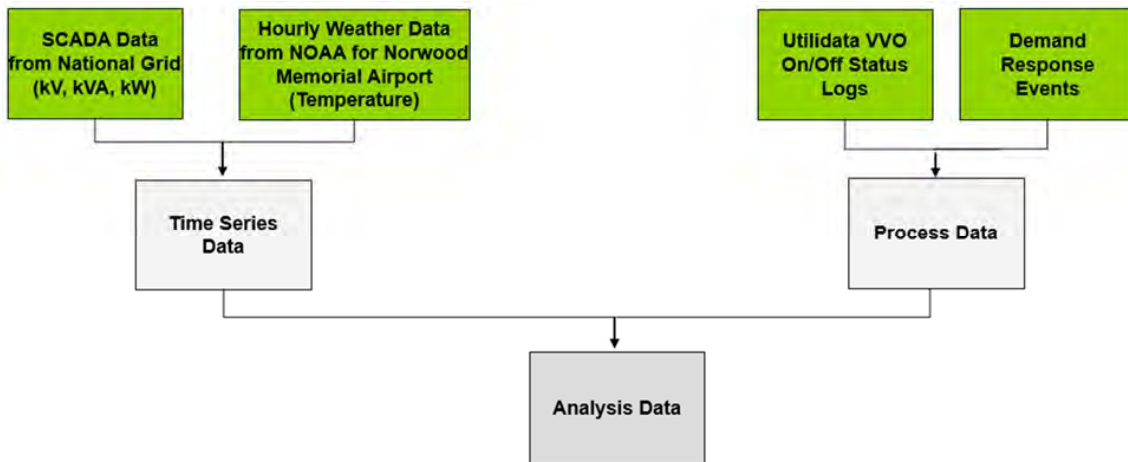 SCADA Data
from National Grid
(kV, kVA, kW)
Hourly Weather Data
from NOAA for Norwood
Memorial Airport
(Temperature)
Utilidata VVO
On/Off Status
Logs
Demand
Response
Events
Time Series
Data
Process Data
Analysis Data